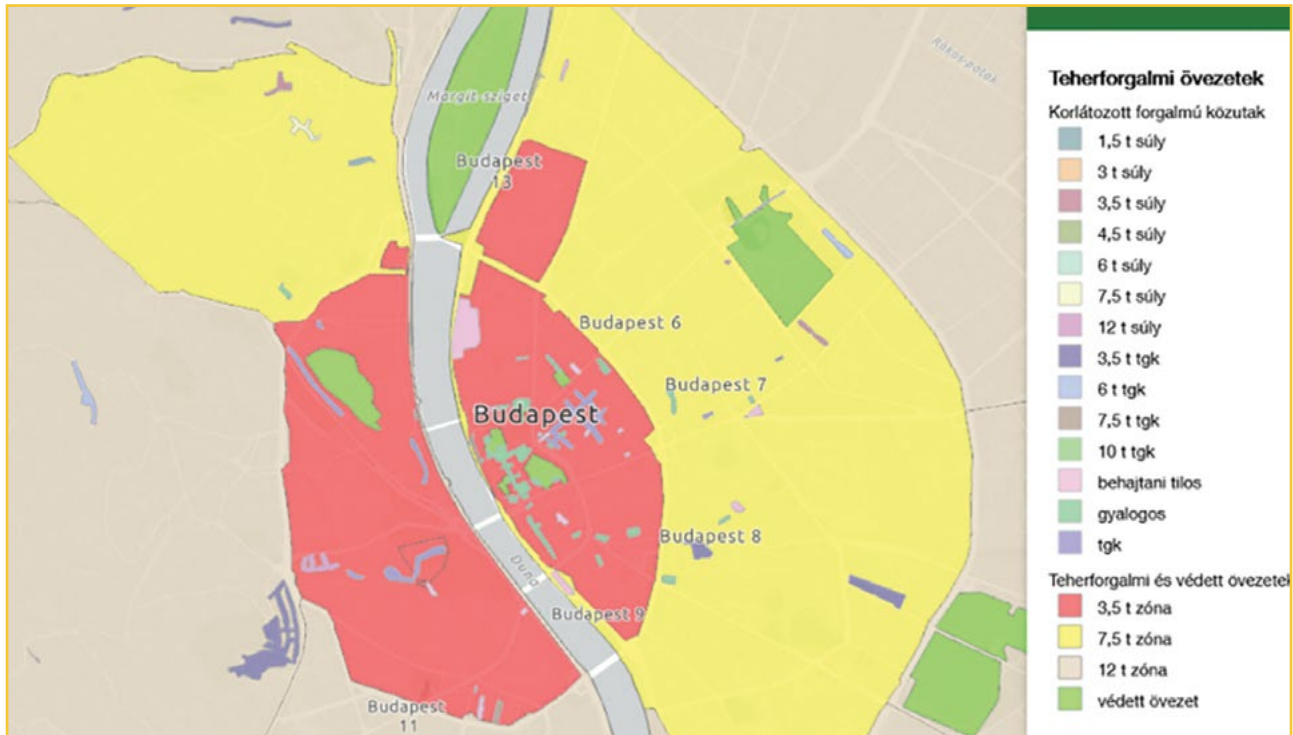 Rákos-patak
Margit-sziget
Budapest
13
Budapest 6
Budapest 7
Budapest
Budapest 8
Duna
Budapest 9
Budapest
11
Teherforgalmi övezetek
Korlátozott forgalmú közutak
1,5 t súly
3 t súly
3,5 t súly
4,5 t súly
6 t súly
7,5 t súly
12 t súly
3,5 t tgk
6 t tgk
7,5 t tgk
10 t tgk
behajtani tilos
gyalogos
tgk
Teherforgalmi és védett övezetek
3,5 t zóna
7,5 t zóna
12 t zóna
védett övezet